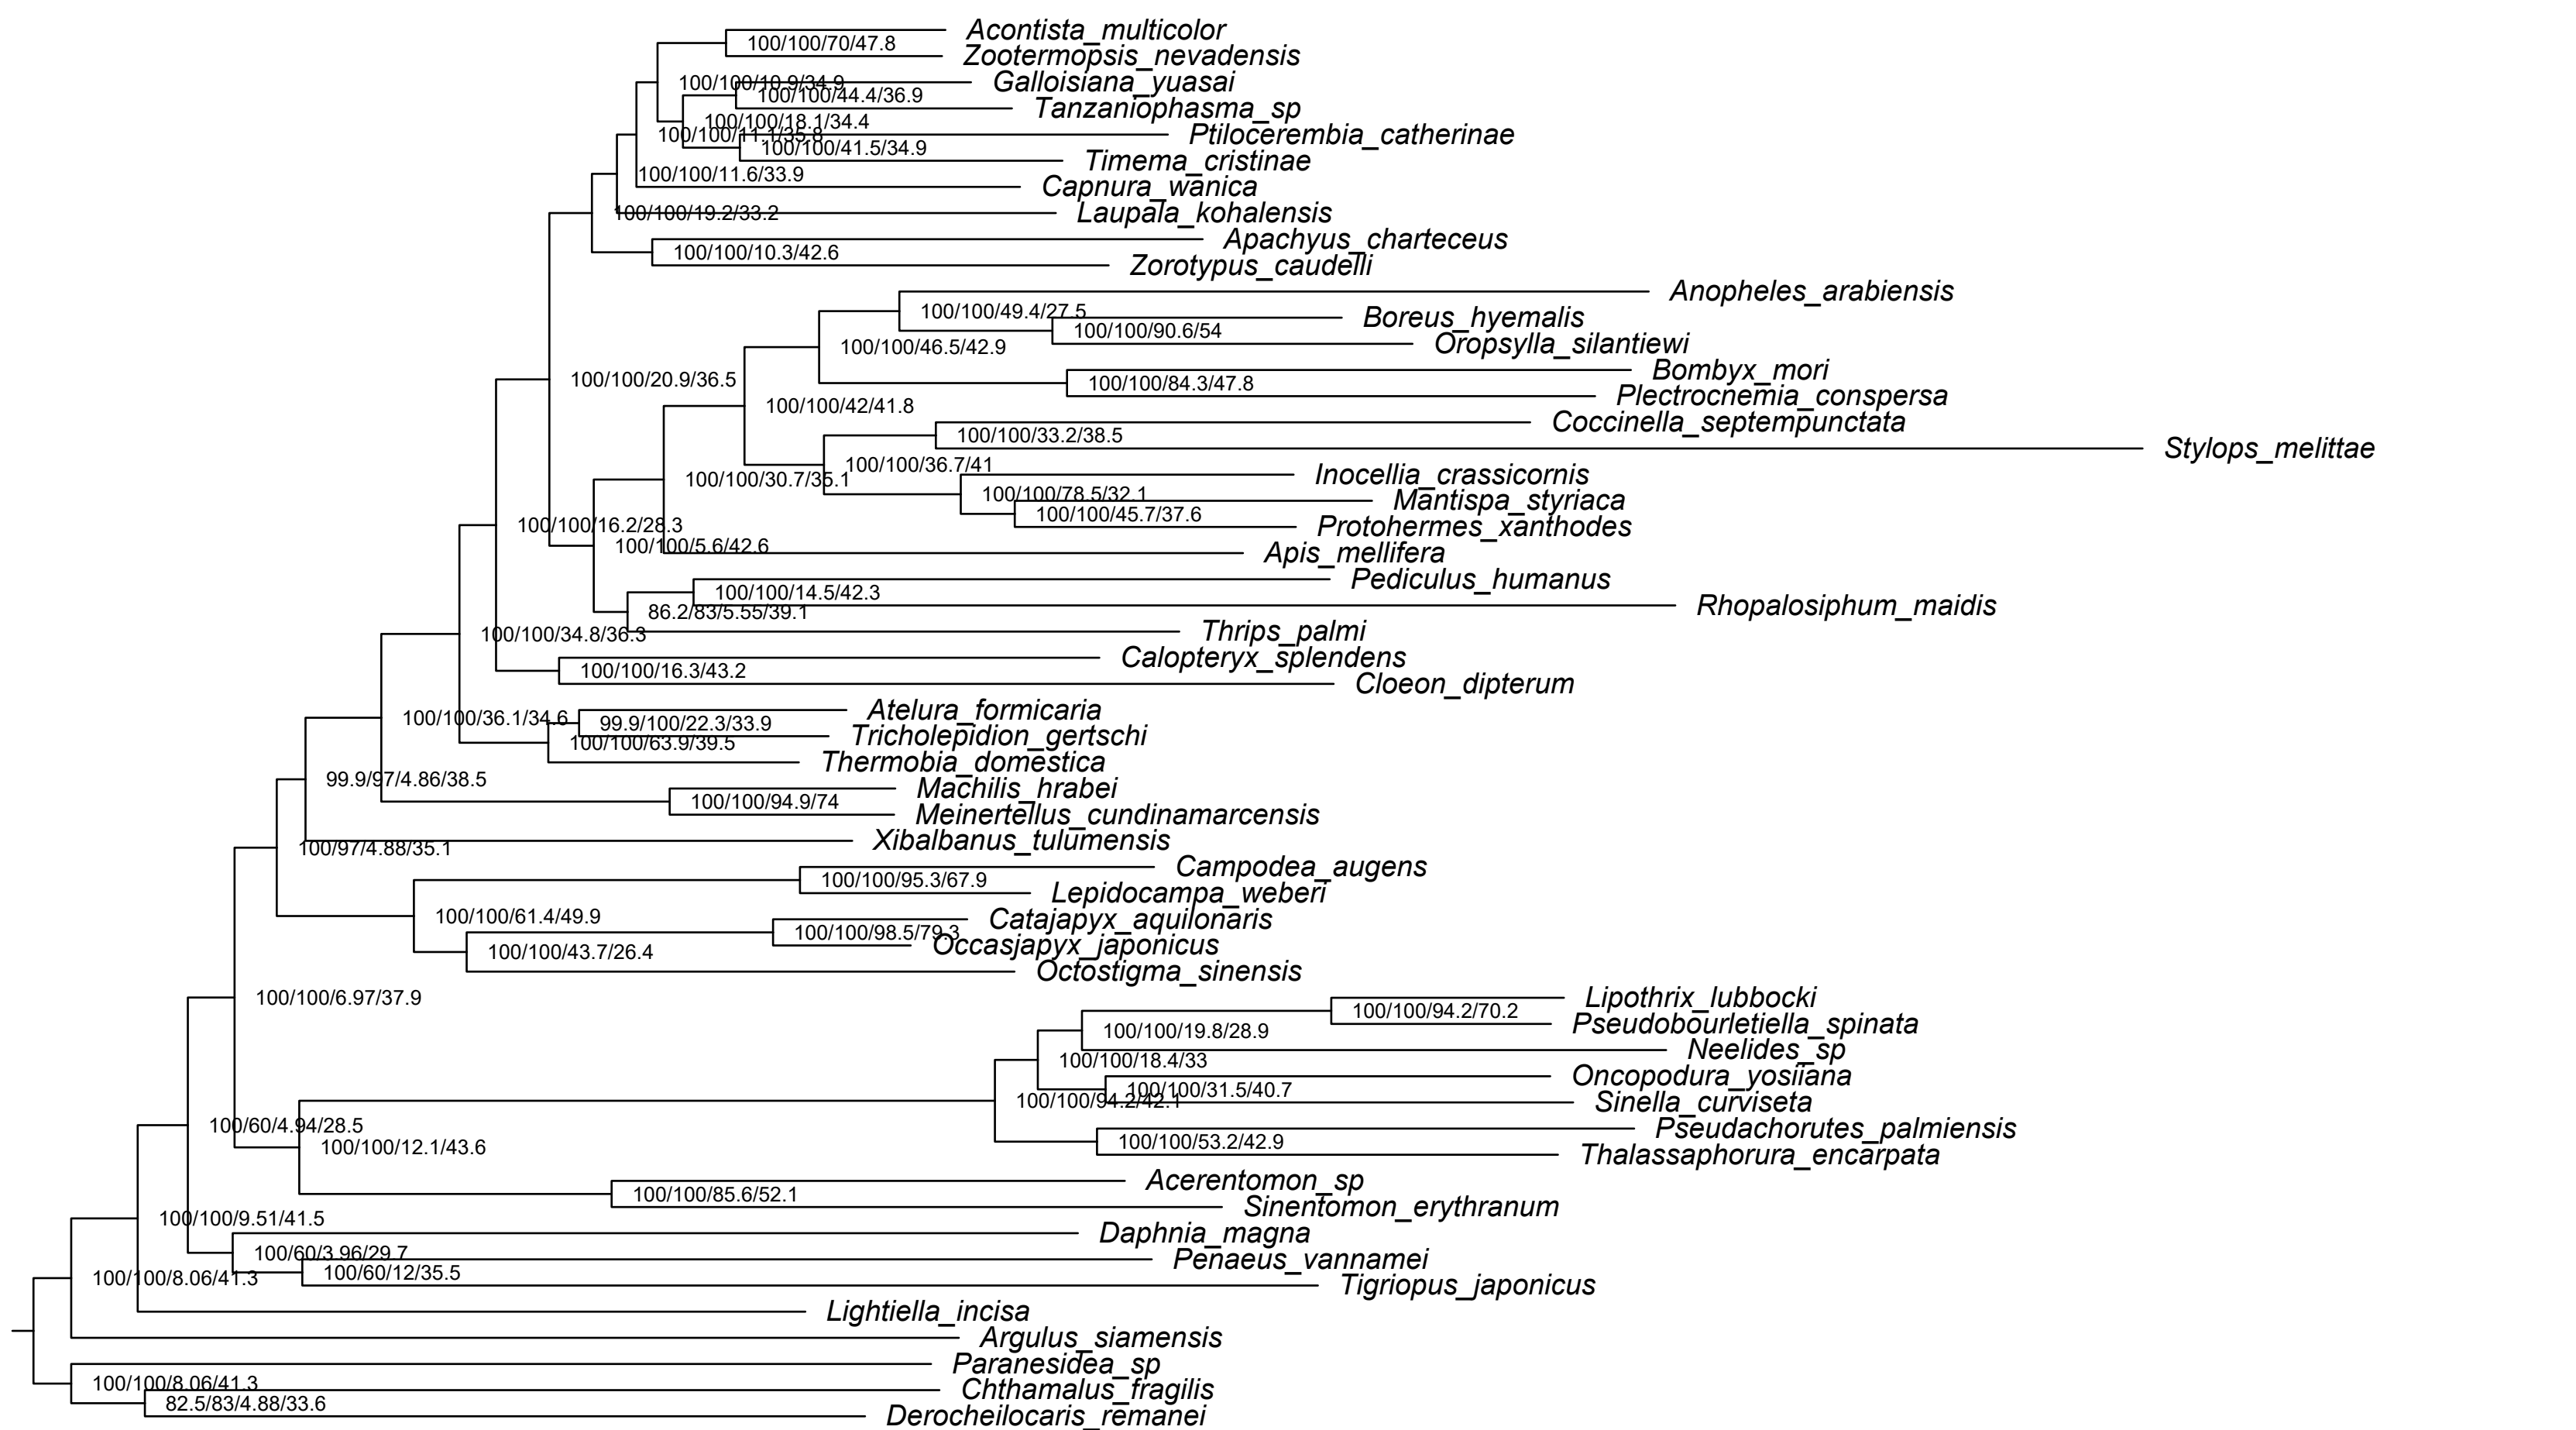 Acontista_multicolor
100/100/70/47.8
Zootermopsis_nevadensis
100/100/10.9/34.9
Galloisiana_yuasai
100/100/44.4/36.9
Tanzaniophasma_sp
100/100/18.1/34.4
100/100/11.1/35.8
Ptilocerembia_catherinae
100/100/41.5/34.9
Timema_cristinae
100/100/11.6/33.9
Capnura_wanica
100/100/19.2/33.2
Laupala_kohalensis
Apachyus_charteceus
100/100/10.3/42.6
Zorotypus_caudelli
Anopheles_arabiensis
100/100/49.4/27.5
Boreus_hyemalis
100/100/90.6/54
Oropsylla_silantiewi
100/100/46.5/42.9
Bombyx_mori
100/100/20.9/36.5
100/100/84.3/47.8
Plectrocnemia_conspersa
100/100/42/41.8
Coccinella_septempunctata
100/100/33.2/38.5
Stylops_melittae
100/100/36.7/41
Inocellia_crassicornis
100/100/30.7/35.1
100/100/78.5/32.1
Mantispa_styriaca
100/100/45.7/37.6
Protohermes_xanthodes
100/100/16.2/28.3
100/100/5.6/42.6
Apis_mellifera
Pediculus_humanus
100/100/14.5/42.3
Rhopalosiphum_maidis
86.2/83/5.55/39.1
Thrips_palmi
100/100/34.8/36.3
Calopteryx_splendens
100/100/16.3/43.2
Cloeon_dipterum
Atelura_formicaria
100/100/36.1/34.6
99.9/100/22.3/33.9
Tricholepidion_gertschi
100/100/63.9/39.5
Thermobia_domestica
99.9/97/4.86/38.5
Machilis_hrabei
100/100/94.9/74
Meinertellus_cundinamarcensis
Xibalbanus_tulumensis
100/97/4.88/35.1
Campodea_augens
100/100/95.3/67.9
Lepidocampa_weberi
100/100/61.4/49.9
Catajapyx_aquilonaris
100/100/98.5/79.3
Occasjapyx_japonicus
100/100/43.7/26.4
Octostigma_sinensis
100/100/6.97/37.9
Lipothrix_lubbocki
100/100/94.2/70.2
Pseudobourletiella_spinata
100/100/19.8/28.9
Neelides_sp
100/100/18.4/33
Oncopodura_yosiiana
100/100/31.5/40.7
100/100/94.2/42.1
Sinella_curviseta
100/60/4.94/28.5
Pseudachorutes_palmiensis
100/100/53.2/42.9
100/100/12.1/43.6
Thalassaphorura_encarpata
Acerentomon_sp
100/100/85.6/52.1
Sinentomon_erythranum
100/100/9.51/41.5
Daphnia_magna
100/60/3.96/29.7
Penaeus_vannamei
100/100/8.06/41.3
100/60/12/35.5
Tigriopus_japonicus
Lightiella_incisa
Argulus_siamensis
Paranesidea_sp
100/100/8.06/41.3
Chthamalus_fragilis
82.5/83/4.88/33.6
Derocheilocaris_remanei